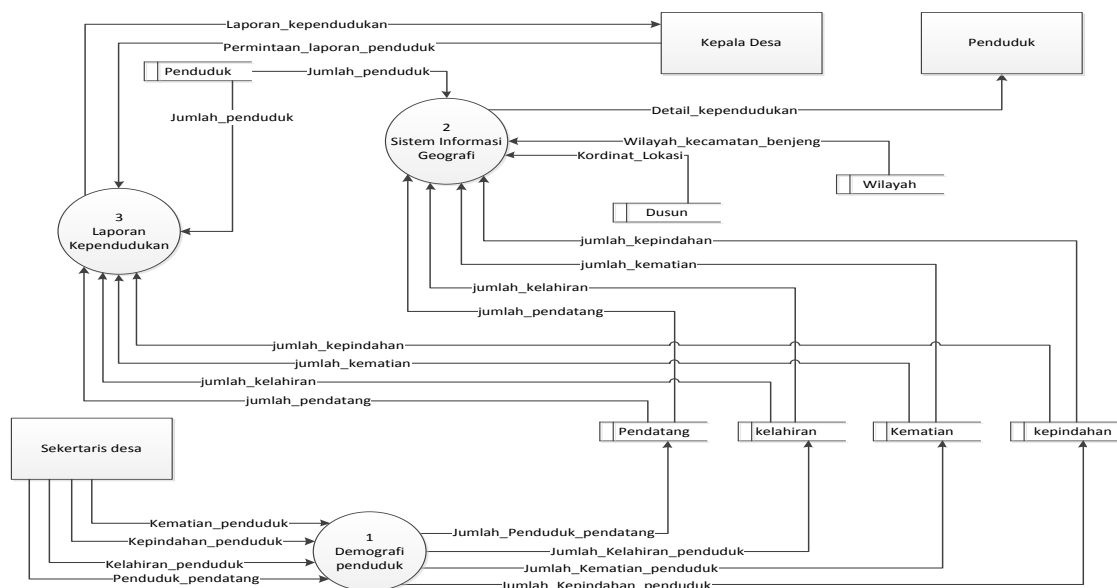 Laporan_kependudukan
Permintaan_laporan_penduduk
Kepala Desa
Penduduk
Penduduk
Jumlah_penduduk
Jumlah_penduduk
Detail_kependudukan
2
Sistem Informasi
Geografi
Wilayah_kecamatan_benjeng
Kordinat_Lokasi
Wilayah
Dusun
3
Laporan
Kependudukan
jumlah_kepindahan
jumlah_kematian
jumlah_kelahiran
jumlah_pendatang
jumlah_kepindahan
jumlah_kematian
jumlah_kelahiran
jumlah_pendatang
Pendatang
kelahiran
Kematian
kepindahan
Sekertaris desa
Kematian_penduduk
Kepindahan_penduduk
Kelahiran_penduduk
Penduduk_pendatang
1
Demografi
penduduk
Jumlah_Penduduk_pendatang
Jumlah_Kelahiran_penduduk
Jumlah_Kematian_penduduk
Jumlah_Kepindahan_penduduk